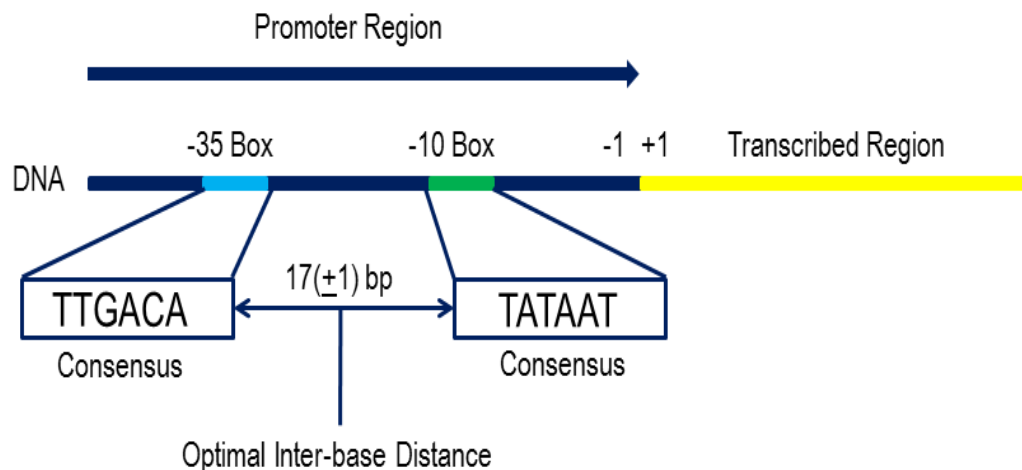 Promoter Region
-35 Box -10 Box -1 +1 Transcribed Region
DNA
17(±1) bp
TTGACA TATAAT
Consensus Consensus
Optimal Inter-base Distance